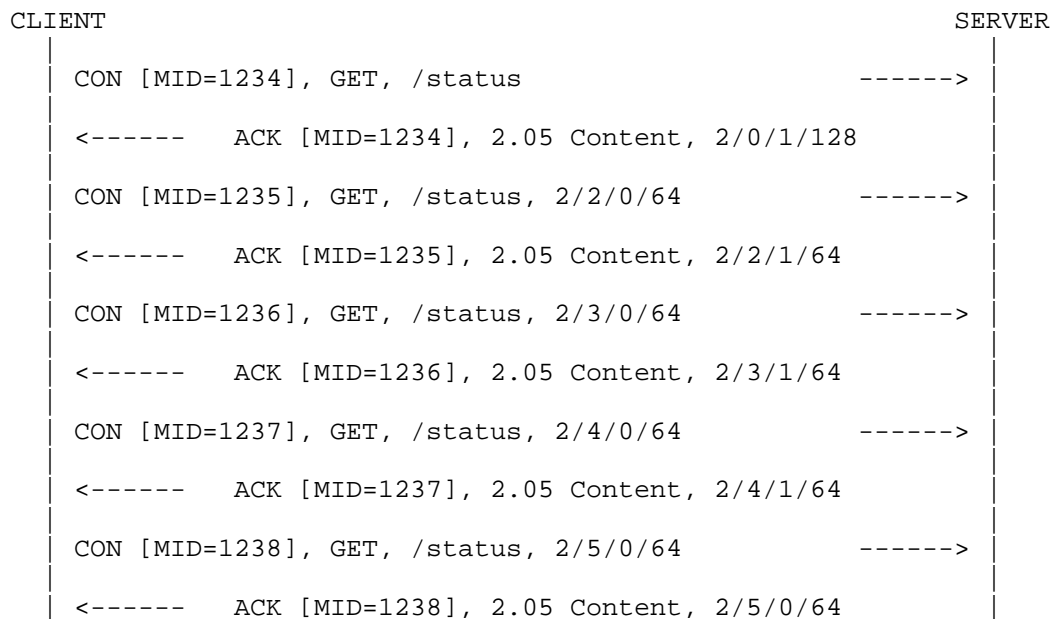 CLIENT                                                     SERVER
CON [MID=1234], GET, /status                       ------>
<------   ACK [MID=1234], 2.05 Content, 2/0/1/128
CON [MID=1235], GET, /status, 2/2/0/64             ------>
<------   ACK [MID=1235], 2.05 Content, 2/2/1/64
CON [MID=1236], GET, /status, 2/3/0/64             ------>
<------   ACK [MID=1236], 2.05 Content, 2/3/1/64
CON [MID=1237], GET, /status, 2/4/0/64             ------>
<------   ACK [MID=1237], 2.05 Content, 2/4/1/64
CON [MID=1238], GET, /status, 2/5/0/64             ------>
<------   ACK [MID=1238], 2.05 Content, 2/5/0/64